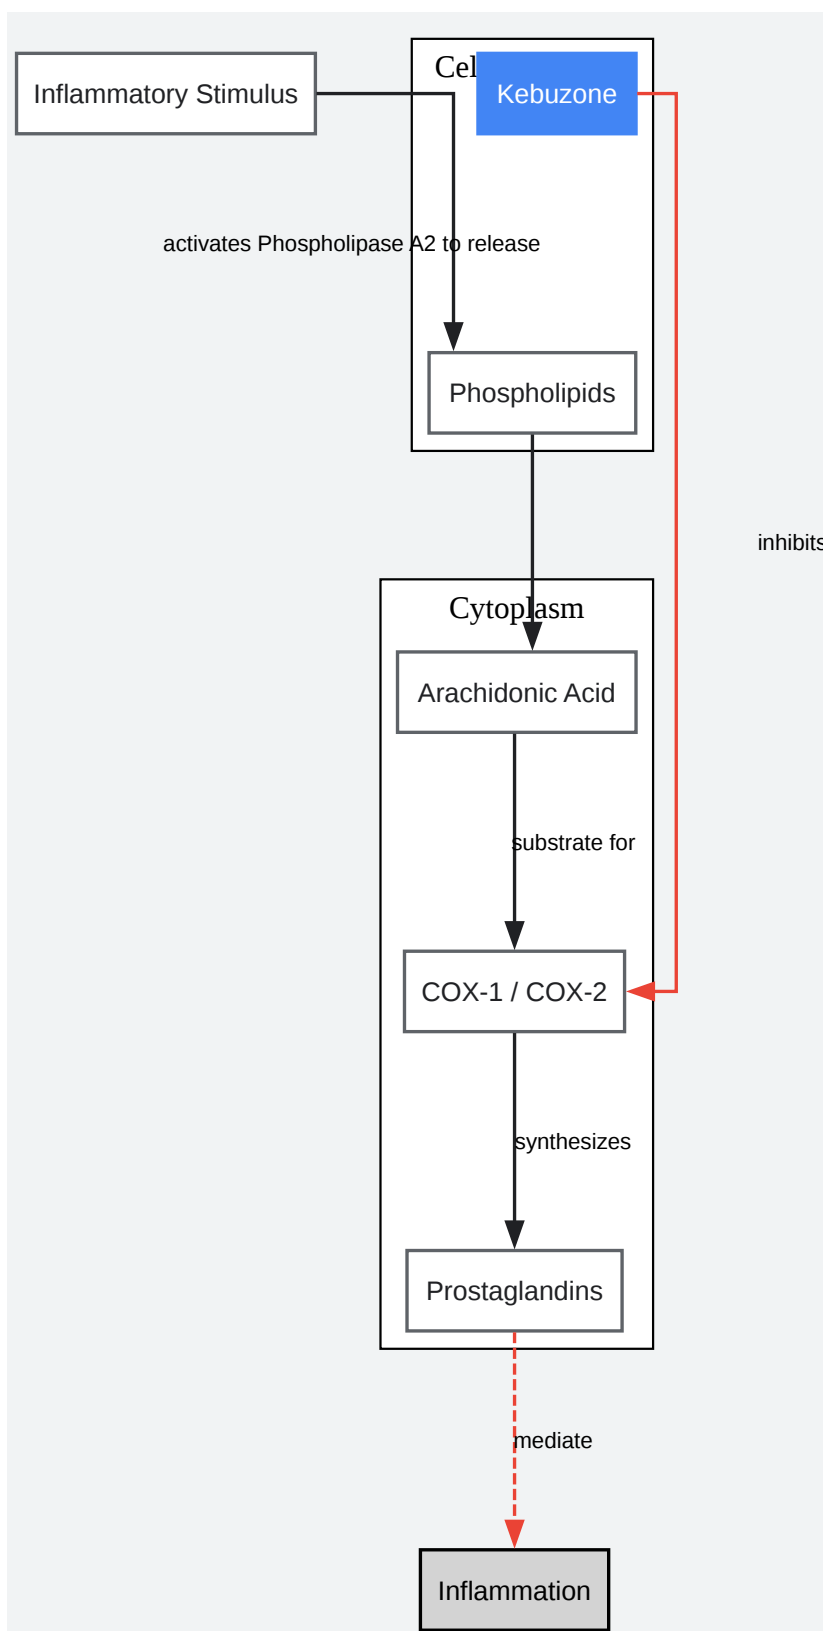 Inflammatory Stimulus
Cel
Kebuzone
activates Phospholipase A2 to release
Phospholipids
inhibits
Cytoplasm
Arachidonic Acid
substrate for
COX-1 / COX-2
synthesizes
Prostaglandins
mediate
Inflammation